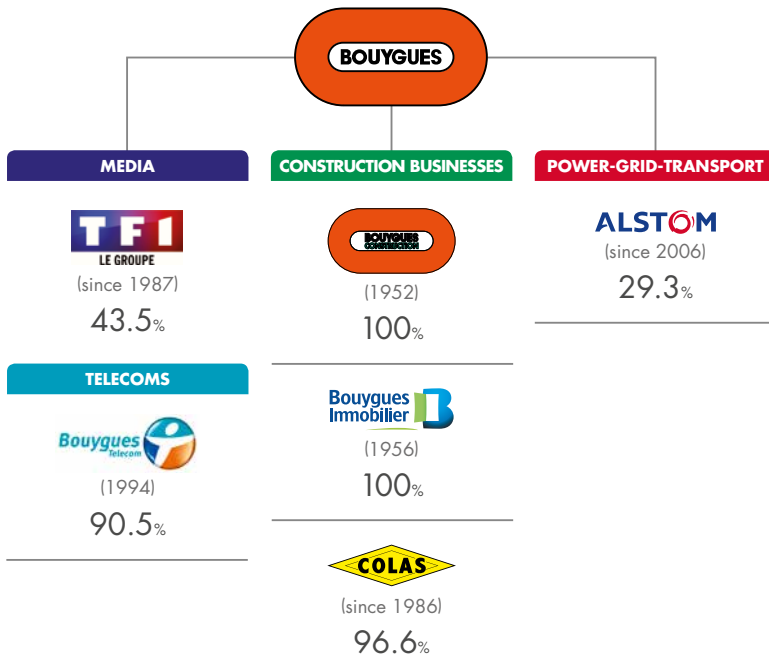 BOUYGUES
MEDIA
TF1
LE GROUPE
(since 1987)
43.5%
TELECOMS
Bouygues
Telecom
(1994)
90.5%
CONSTRUCTION BUSINESSES
BOUYGUES
CONSTRUCTION
(1952)
100%
Bouygues
Immobilier
(1956)
100%
COLAS
(since 1986)
96.6%
POWER-GRID-TRANSPORT
ALSTOM
(since 2006)
29.3%